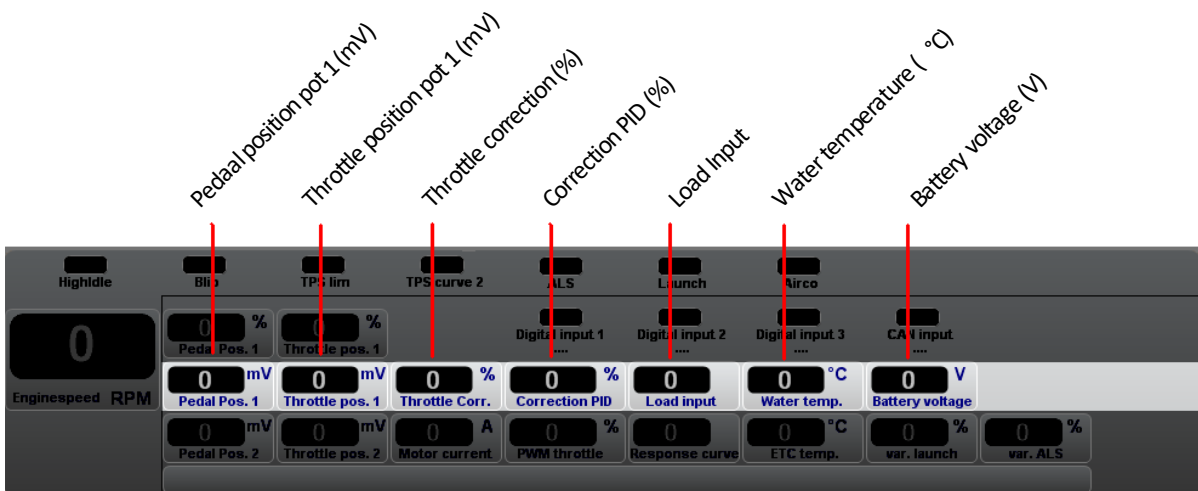 Pedaal position pot 1 (mV)
Throttle position pot 1 (mV)
Throttle correction (%)
Correction PID (%)
Load Input
Water temperature ( °C)
Battery voltage (V)
HighIdle
Blip
TPS lim
TPS curve 2
ALS
Launch
Airco
0
Enginespeed RPM
0 %
Pedal Pos. 1
0 %
Throttle pos. 1
Digital input 1
....
Digital input 2
....
Digital input 3
....
CAN input
....
0 mV
Pedal Pos. 1
0 mV
Throttle pos. 1
0 %
Throttle Corr.
0 %
Correction PID
0
Load input
0 °C
Water temp.
0 V
Battery voltage
0 mV
Pedal Pos. 2
0 mV
Throttle pos. 2
0 A
Motor current
0 %
PWM throttle
0
Response curve
0 °C
ETC temp.
0 %
var. launch
0 %
var. ALS